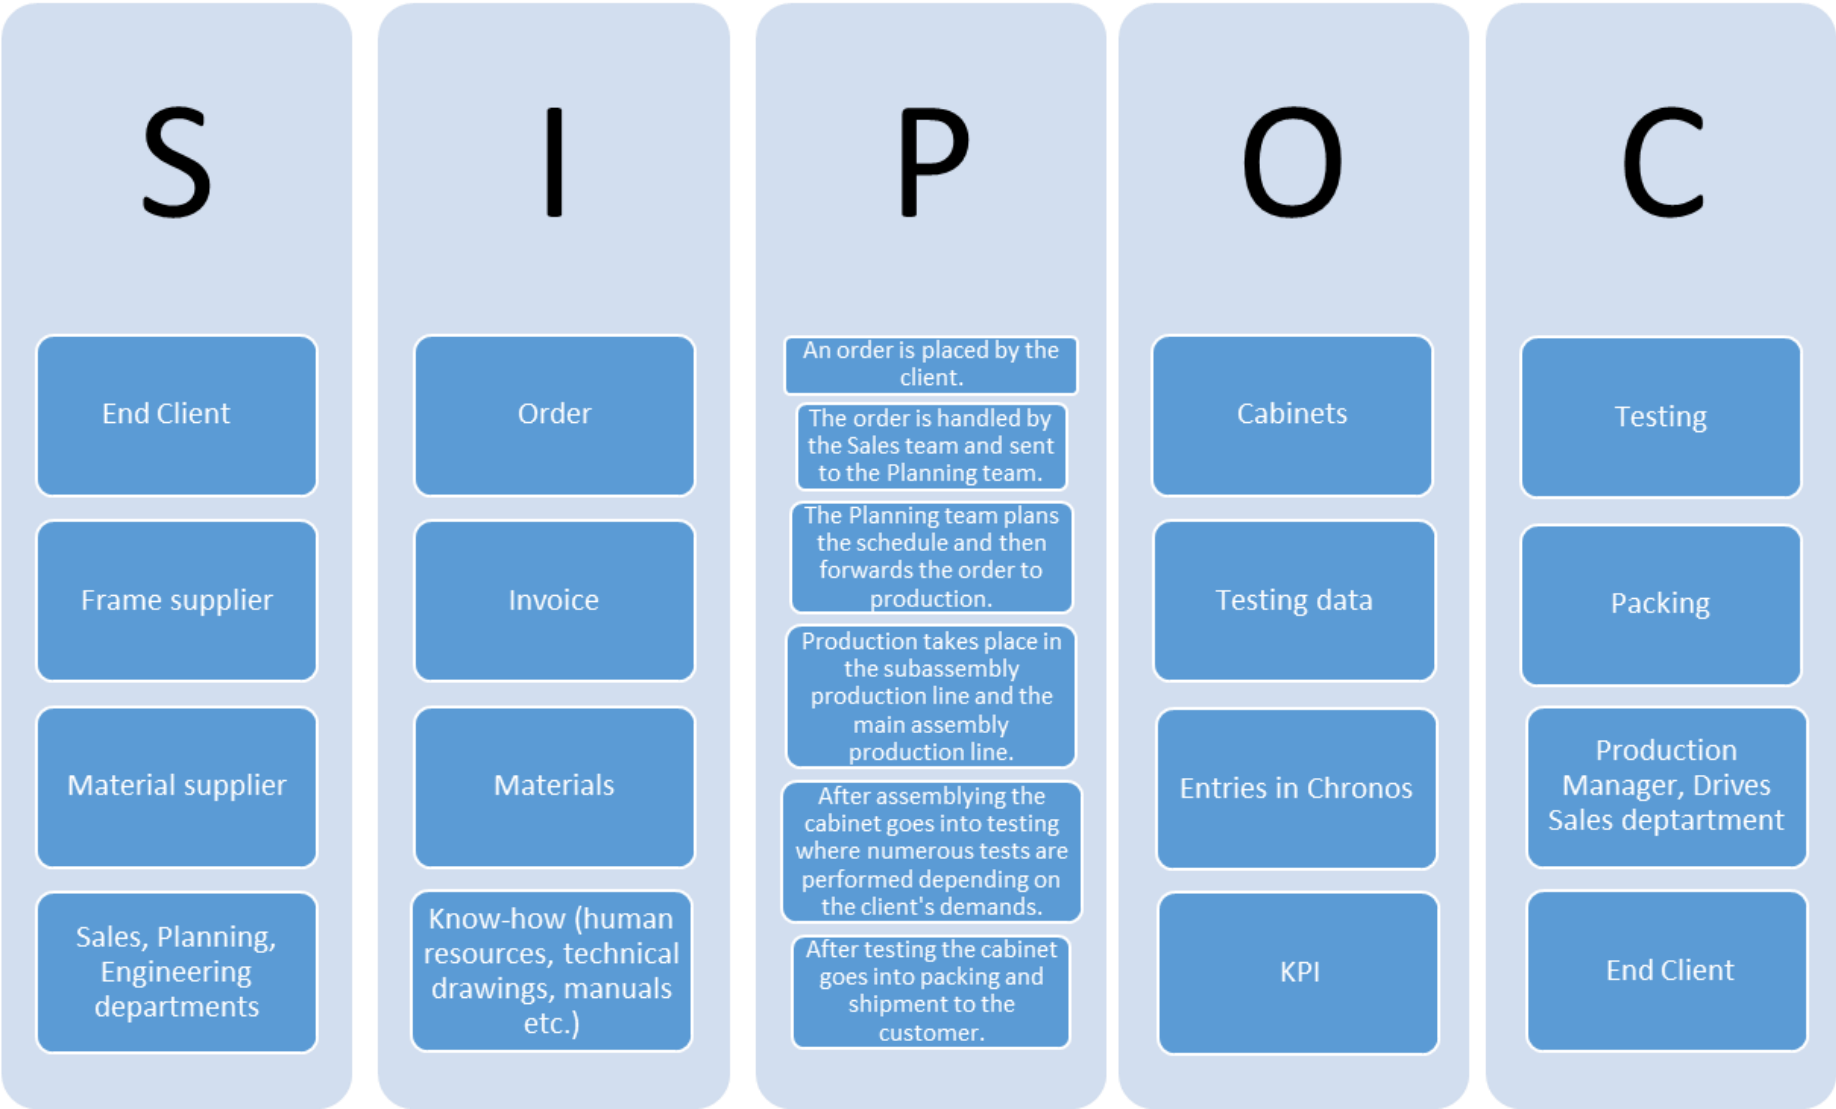 S
End Client
Frame supplier
Material supplier
Sales, Planning,
Engineering
departments
I
Order
Invoice
Materials
Know-how (human
resources, technical
drawings, manuals
etc.)
P
An order is placed by the
client.
The order is handled by
the Sales team and sent
to the Planning team.
The Planning team plans
the schedule and then
forwards the order to
production.
Production takes place in
the subassembly
production line and the
main assembly
production line.
After assemblying the
cabinet goes into testing
where numerous tests are
performed depending on
the client's demands.
After testing the cabinet
goes into packing and
shipment to the
customer.
O
Cabinets
Testing data
Entries in Chronos
KPI
C
Testing
Packing
Production
Manager, Drives
Sales deptartment
End Client